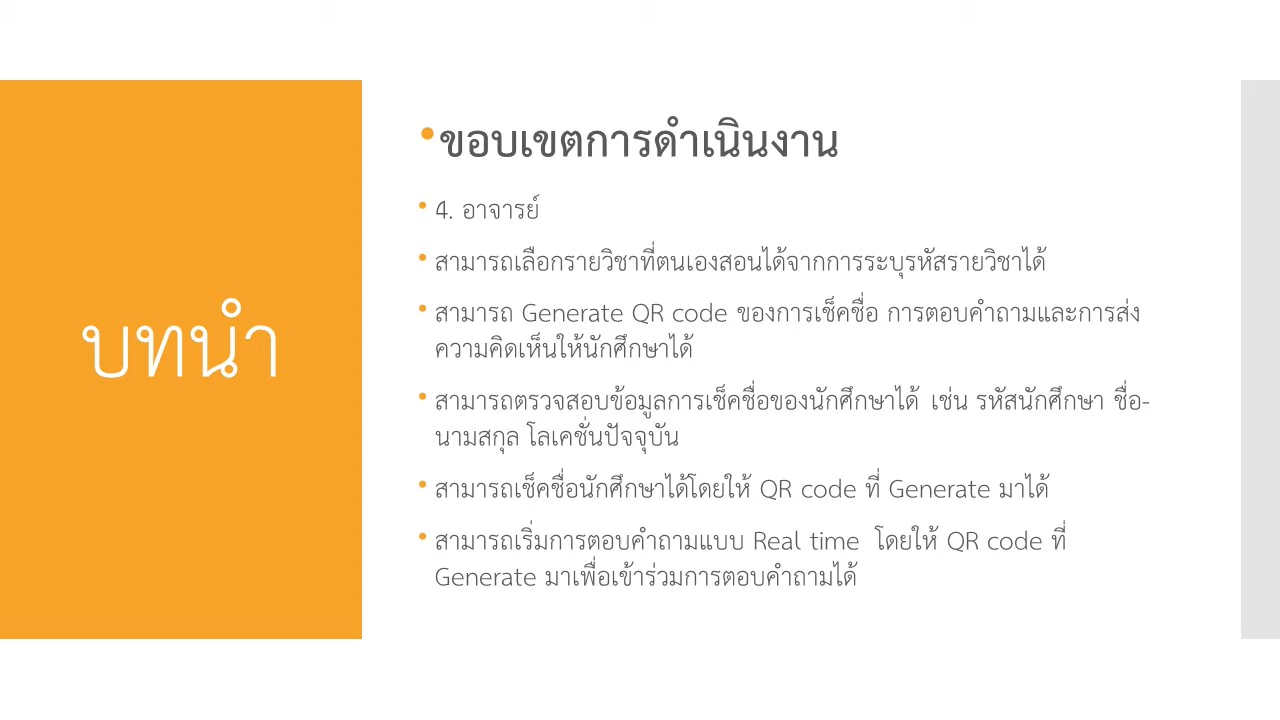 บทนำ
•ขอบเขตการดำเนินงาน
• 4. อาจารย์
• สามารถเลือกรายวิชาที่ตนเองสอนได้จากการระบุรหัสรายวิชาได้
• สามารถ Generate QR code ของการเช็คชื่อ การตอบคำถามและการส่ง
ความคิดเห็นให้นักศึกษาได้
• สามารถตรวจสอบข้อมูลการเช็คชื่อของนักศึกษาได้ เช่น รหัสนักศึกษา ชื่อ-
นามสกุล โลเคชั่นปัจจุบัน
• สามารถเช็คชื่อนักศึกษาได้โดยให้ QR code ที่ Generate มาได้
• สามารถเริ่มการตอบคำถามแบบ Real time โดยให้ QR code ที่
Generate มาเพื่อเข้าร่วมการตอบคำถามได้